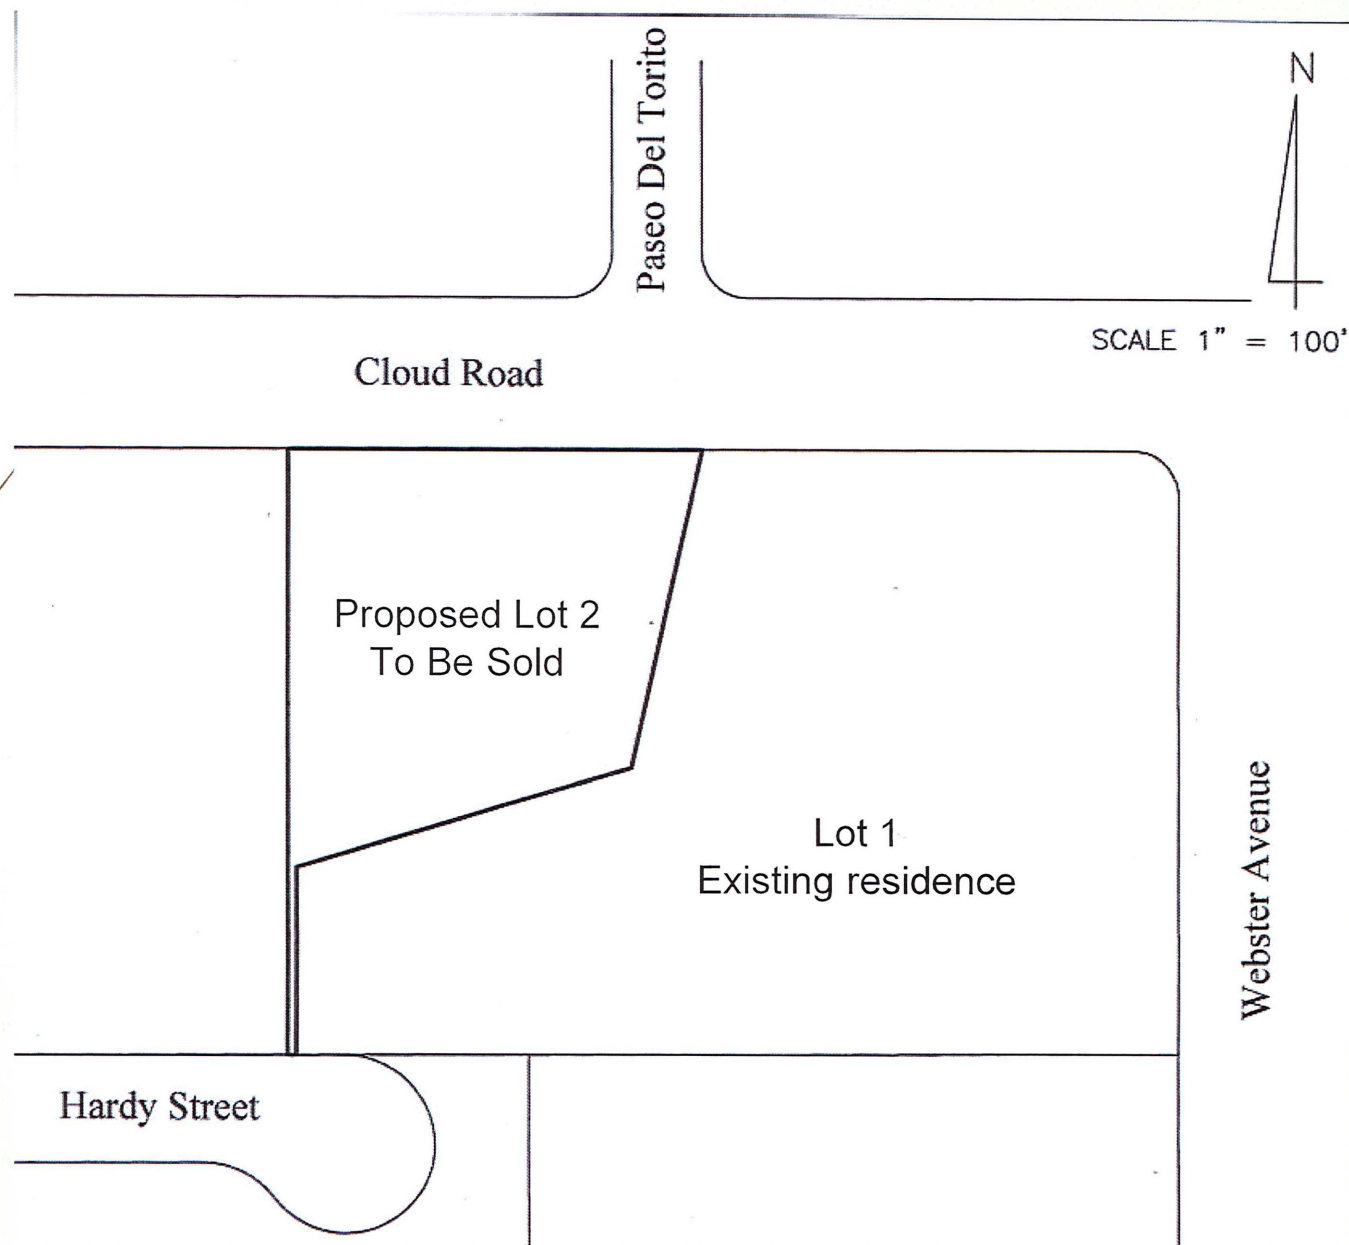 Paseo Del Torito
N
SCALE 1" = 100'
Cloud Road
Proposed Lot 2
To Be Sold
Lot 1
Existing residence
Webster Avenue
Hardy Street